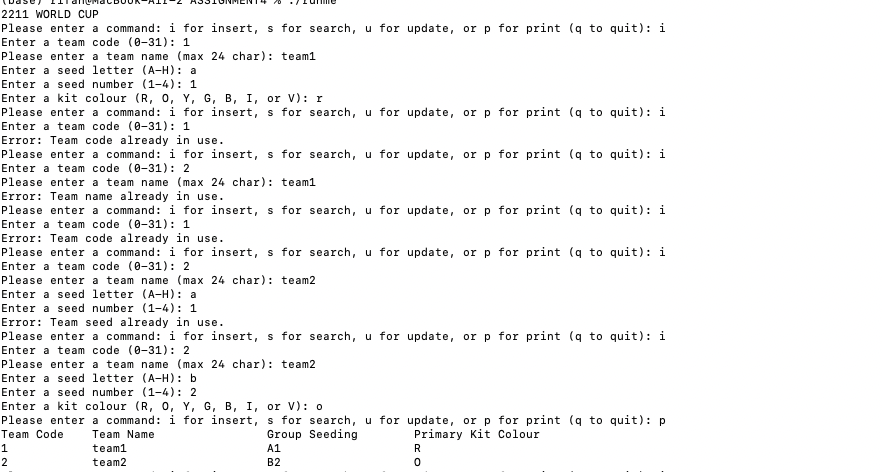 (base) rifah@MacBook-Air-2 ASSIGNMENT4 % ./runme
2211 WORLD CUP
Please enter a command: i for insert, s for search, u for update, or p for print (q to quit): i
Enter a team code (0-31): 1
Please enter a team name (max 24 char): team1
Enter a seed letter (A-H): a
Enter a seed number (1-4): 1
Enter a kit colour (R, O, Y, G, B, I, or V): r
Please enter a command: i for insert, s for search, u for update, or p for print (q to quit): i
Enter a team code (0-31): 1
Error: Team code already in use.
Please enter a command: i for insert, s for search, u for update, or p for print (q to quit): i
Enter a team code (0-31): 2
Please enter a team name (max 24 char): team1
Error: Team name already in use.
Please enter a command: i for insert, s for search, u for update, or p for print (q to quit): i
Enter a team code (0-31): 1
Error: Team code already in use.
Please enter a command: i for insert, s for search, u for update, or p for print (q to quit): i
Enter a team code (0-31): 2
Please enter a team name (max 24 char): team2
Enter a seed letter (A-H): a
Enter a seed number (1-4): 1
Error: Team seed already in use.
Please enter a command: i for insert, s for search, u for update, or p for print (q to quit): i
Enter a team code (0-31): 2
Please enter a team name (max 24 char): team2
Enter a seed letter (A-H): b
Enter a seed number (1-4): 2
Enter a kit colour (R, O, Y, G, B, I, or V): o
Please enter a command: i for insert, s for search, u for update, or p for print (q to quit): p
Team Code    Team Name                Group Seeding        Primary Kit Colour
1            team1                    A1                   R
2            team2                    B2                   O